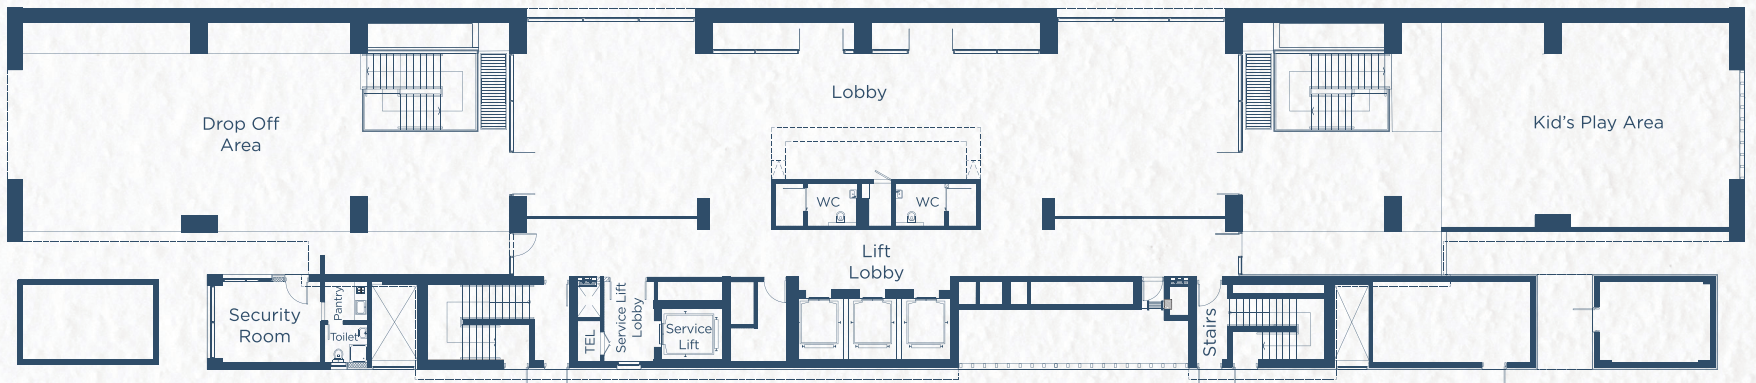 Lobby
Drop Off
Area
Kid's Play Area
WC
WC
Lift
Lobby
Security
Room
Pantry
Toilet
TEL
Service Lift
Lobby
Service
Lift
Stairs